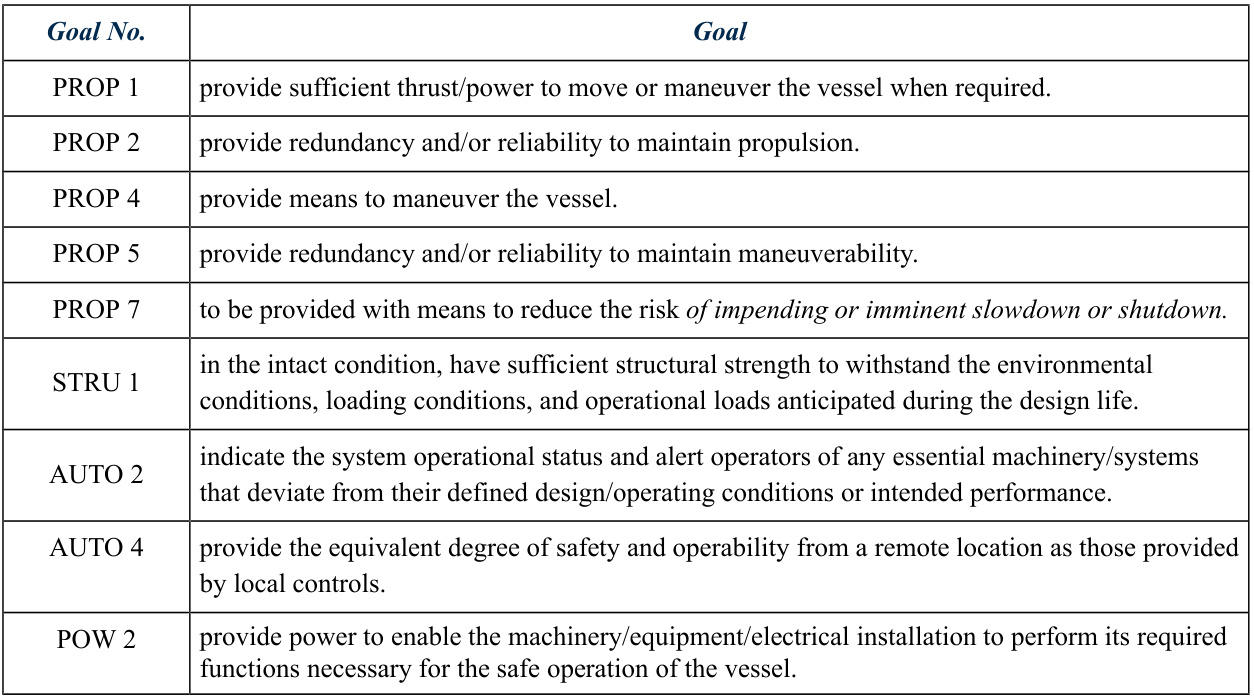 Goal No. Goal
PROP 1 provide sufficient thrust/power to move or maneuver the vessel when required.
PROP 2 provide redundancy and/or reliability to maintain propulsion.
PROP 4 provide means to maneuver the vessel.
PROP 5 provide redundancy and/or reliability to maintain maneuverability.
PROP 7 to be provided with means to reduce the risk of impending or imminent slowdown or shutdown.
STRU 1 in the intact condition, have sufficient structural strength to withstand the environmental
conditions, loading conditions, and operational loads anticipated during the design life.
AUTO 2 indicate the system operational status and alert operators of any essential machinery/systems
that deviate from their defined design/operating conditions or intended performance.
AUTO 4 provide the equivalent degree of safety and operability from a remote location as those provided
by local controls.
POW 2 provide power to enable the machinery/equipment/electrical installation to perform its required
functions necessary for the safe operation of the vessel.